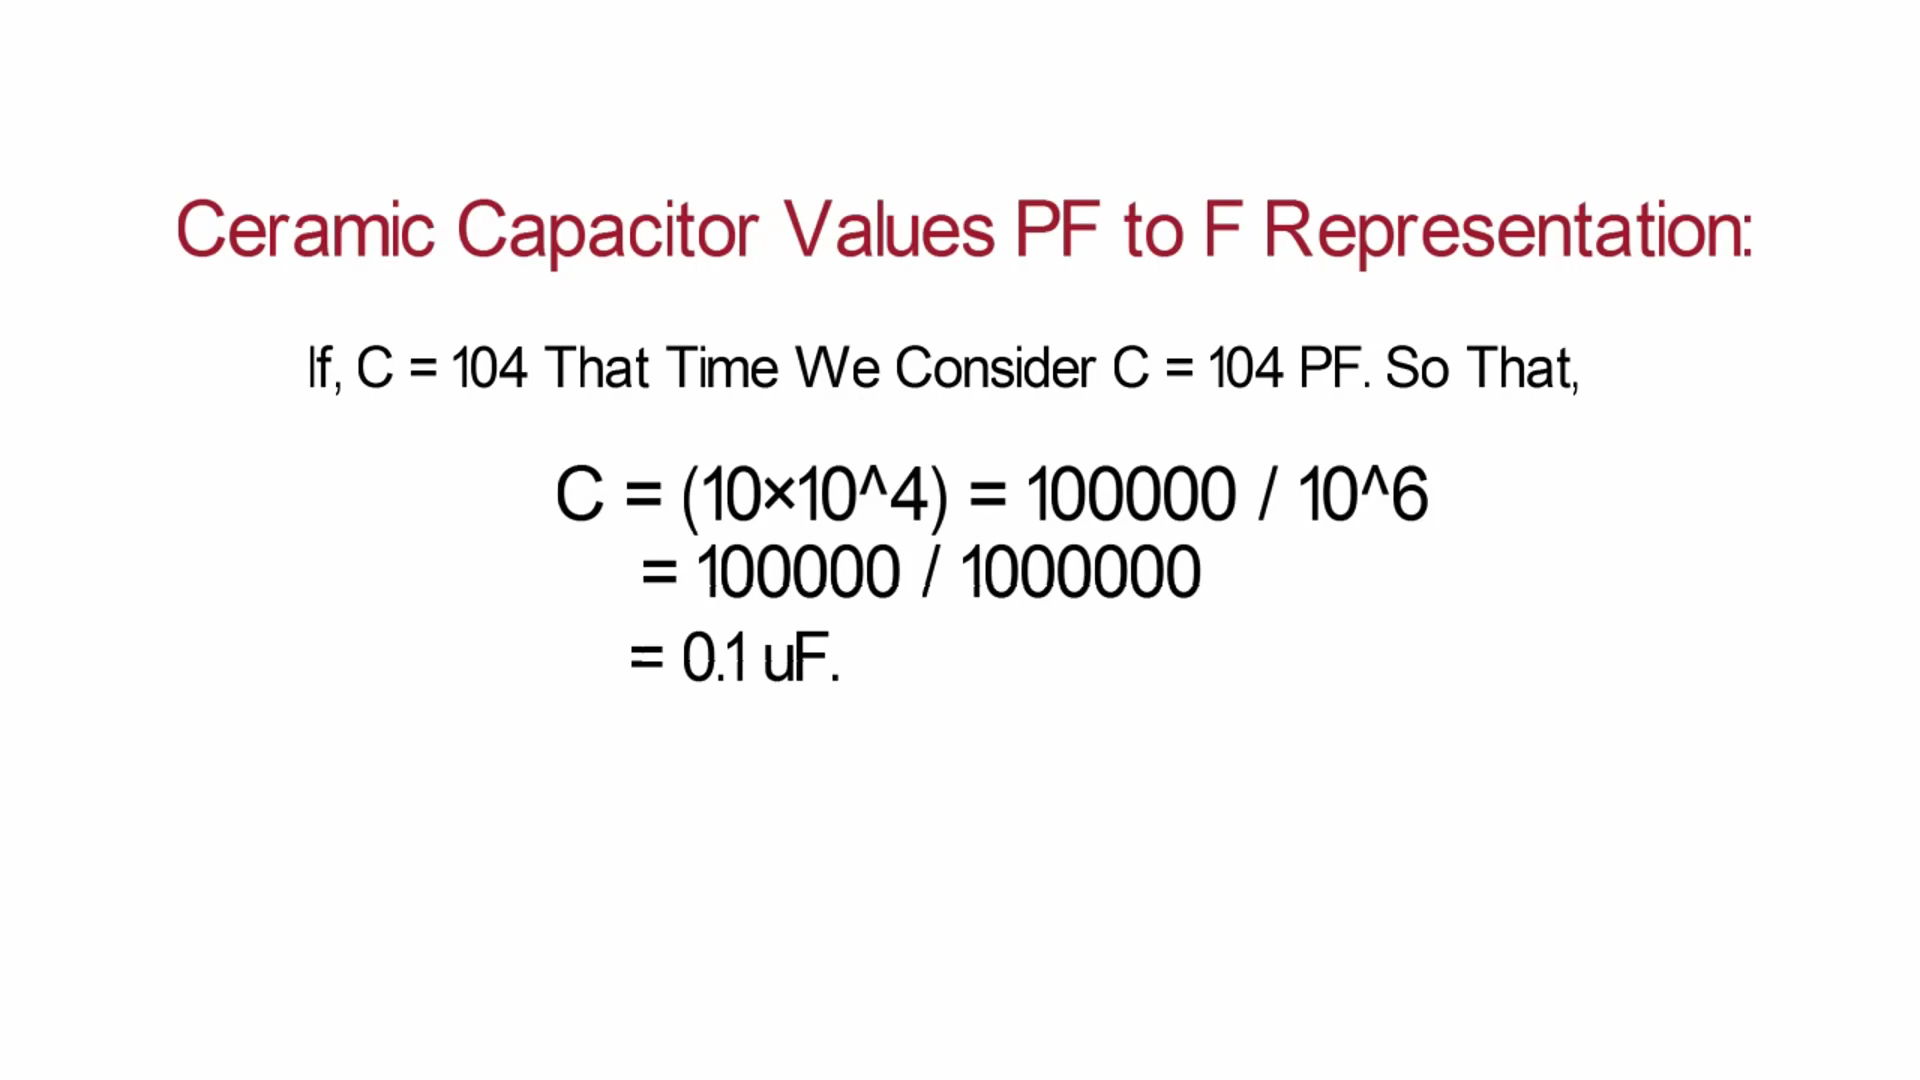 Ceramic Capacitor Values PF to F Representation:
If, C = 104 That Time We Consider C = 104 PF. So That,
C = (10×10^4) = 100000 / 10^6
= 100000 / 1000000
= 0.1 uF.